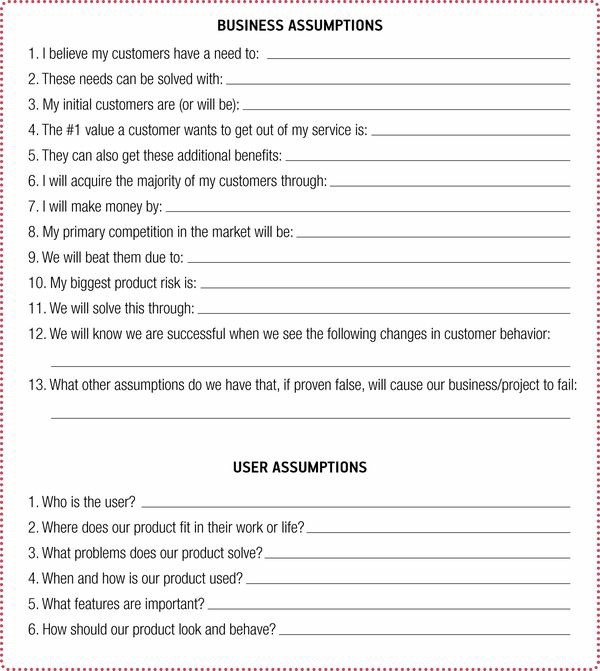 BUSINESS ASSUMPTIONS
1. I believe my customers have a need to:
2. These needs can be solved with:
3. My initial customers are (or will be):
4. The #1 value a customer wants to get out of my service is:
5. They can also get these additional benefits:
6. I will acquire the majority of my customers through:
7. I will make money by:
8. My primary competition in the market will be:
9. We will beat them due to:
10. My biggest product risk is:
11. We will solve this through:
12. We will know we are successful when we see the following changes in customer behavior:
13. What other assumptions do we have that, if proven false, will cause our business/project to fail:
USER ASSUMPTIONS
1. Who is the user?
2. Where does our product fit in their work or life?
3. What problems does our product solve?
4. When and how is our product used?
5. What features are important?
6. How should our product look and behave?